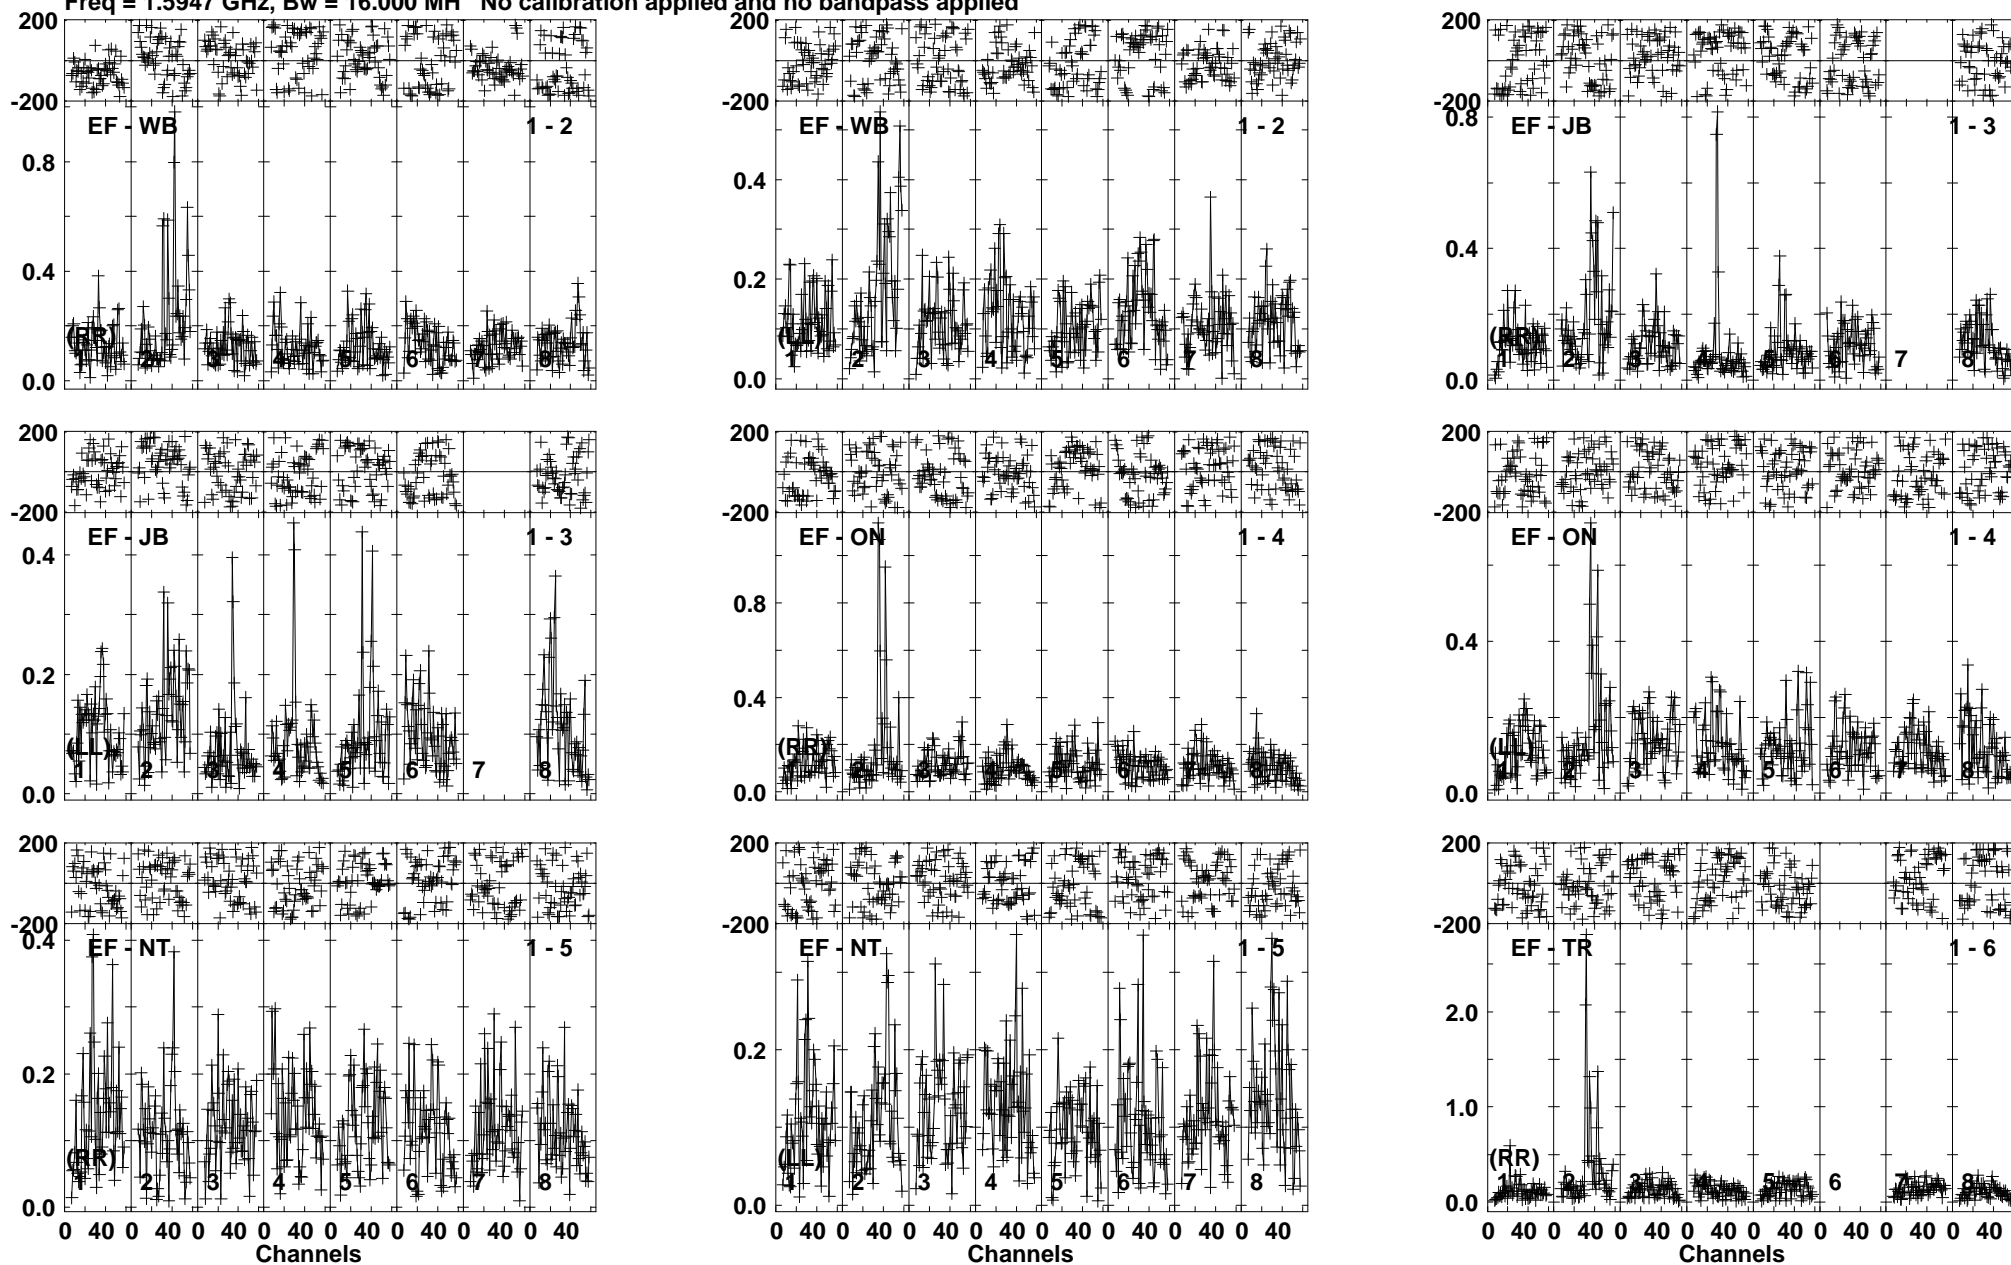 Freq = 1.5947 GHz, Bw = 16.000 MH No calibration applied and no bandpass applied
200 200 200
-200 -200 -200
EF - WB 1 - 2 EF - WB 1 - 2 EF - JB 1 - 3
0.8 0.4 0.8
0.4 0.2 0.4
(RR) (LL) (RR)
1 2 3 4 5 6 7 8 1 2 3 4 5 6 7 8 1 2 3 4 5 6 7 8
0.0 0.0 0.0
200 200 200
-200 -200 -200
EF - JB 1 - 3 EF - ON 1 - 4 EF - ON 1 - 4
0.4 0.8 0.4
0.2 0.4
(LL) (RR) (LL)
1 2 3 4 5 6 7 8 1 2 3 4 5 6 7 8 1 2 3 4 5 6 7 8
0.0 0.0 0.0
200 200 200
-200 -200 -200
EF - NT 1 - 5 EF - NT 1 - 5 EF - TR 1 - 6
0.4 2.0
0.2 0.2 1.0
(RR) (LL) (RR)
1 2 3 4 5 6 7 8 1 2 3 4 5 6 7 8 1 2 3 4 5 6 7 8
0.0 0.0 0.0
0 40 0 40 0 40 0 40 0 40 0 40 0 40 0 40 0 40 0 40 0 40 0 40 0 40 0 40 0 40 0 40 0 40 0 40 0 40 0 40 0 40 0 40 0 40 0 40
Channels Channels Channels